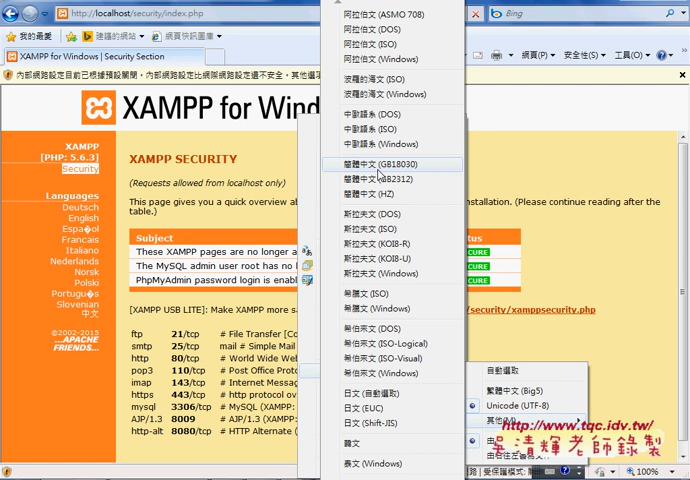 http://localhost/security/index.php
Bing
我的最愛
建議的網站
網頁快訊圖庫
XAMPP for Windows | Security Section
網頁(P)
安全性(S)
工具(O)
內部網路設定目前已根據預設關閉。內部網路設定比網際網路設定還不安全。其他選項
XAMPP for Wind
XAMPP
[PHP: 5.6.3]
Security
Languages
Deutsch
English
Espa�ol
Francais
Italiano
Nederlands
Norsk
Polski
Portugu�s
Slovenian
中文
©2002-2015
...APACHE
FRIENDS...
XAMPP SECURITY
(Requests allowed from localhost only)
This page gives you a quick overview ab
nstallation. (Please continue reading after the
table.)
Subject
tus
These XAMPP pages are no longer a
CURE
The MySQL admin user root has no l
CURE
PhpMyAdmin password login is enabl
CURE
[XAMPP USB LITE]: Make XAMPP more sa
/security/xamppsecurity.php
ftp 21/tcp # File Transfer [Co
smtp 25/tcp mail # Simple Mail
http 80/tcp # World Wide Web
pop3 110/tcp # Post Office Proto
imap 143/tcp # Internet Message
https 443/tcp # http protocol ov
mysql 3306/tcp # MySQL (XAMPP:
AJP/1.3 8009 # AJP/1.3 (XAMPP
http-alt 8080/tcp # HTTP Alternative (
阿拉伯文 (ASMO 708)
阿拉伯文 (DOS)
阿拉伯文 (ISO)
阿拉伯文 (Windows)
波羅的海文 (ISO)
波羅的海文 (Windows)
中歐語系 (DOS)
中歐語系 (ISO)
中歐語系 (Windows)
簡體中文 (GB18030)
簡體中文 (GB2312)
簡體中文 (HZ)
斯拉夫文 (DOS)
斯拉夫文 (ISO)
斯拉夫文 (KOI8-R)
斯拉夫文 (KOI8-U)
斯拉夫文 (Windows)
希臘文 (ISO)
希臘文 (Windows)
希伯來文 (DOS)
希伯來文 (ISO-Logical)
希伯來文 (ISO-Visual)
希伯來文 (Windows)
日文 (自動選取)
日文 (EUC)
日文 (Shift-JIS)
韓文
泰文 (Windows)
自動選取
繁體中文 (Big5)
Unicode (UTF-8)
其他(M)
http://www.tqc.idv.tw/
吳清輝老師錄製
100%